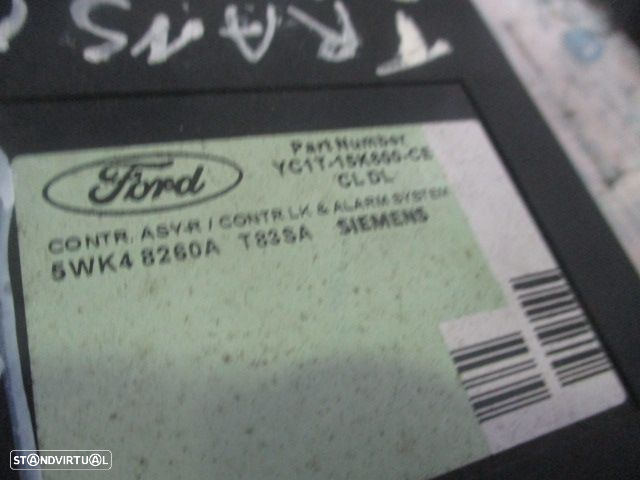 TRANS
Ford
Part Number
YC1T-15K600-CE
CL DL
CONTR. ASY-R / CONTR. LK & ALARM SYSTEM
5WK4 8260A T83SA SIEMENS
STANDVIRTUAL